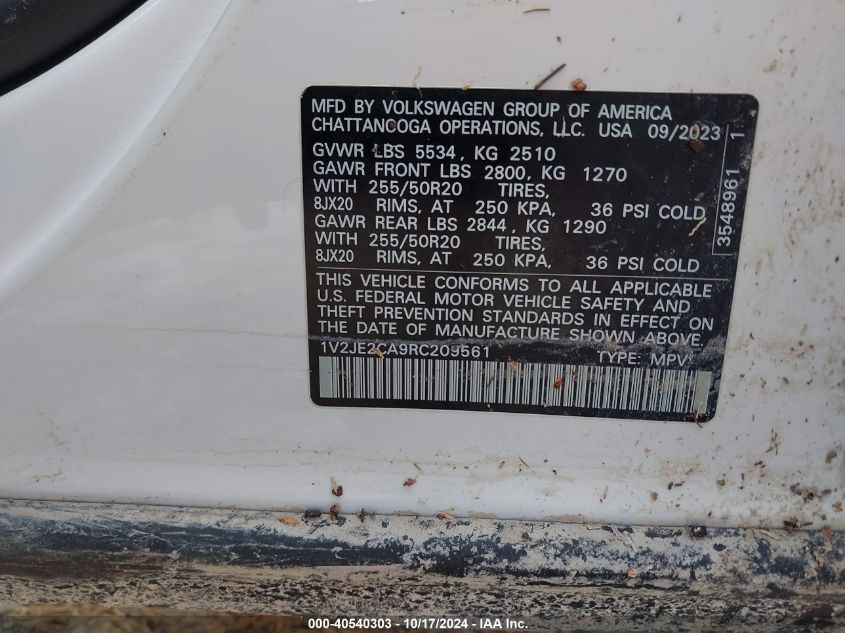 MFD BY VOLKSWAGEN GROUP OF AMERICA
CHATTANOOGA OPERATIONS, LLC. USA 09/2023
GVWR LBS 5534, KG 2510
GAWR FRONT LBS 2800, KG 1270
WITH 255/50R20 TIRES,
8JX20 RIMS, AT 250 KPA, 36 PSI COLD
GAWR REAR LBS 2844, KG 1290
WITH 255/50R20 TIRES,
8JX20 RIMS, AT 250 KPA, 36 PSI COLD
3548961 1
THIS VEHICLE CONFORMS TO ALL APPLICABLE
U.S. FEDERAL MOTOR VEHICLE SAFETY AND
THEFT PREVENTION STANDARDS IN EFFECT ON
THE DATE OF MANUFACTURE SHOWN ABOVE.
1V2JE2CA9RC209561 TYPE: MPV
000-40540303 - 10/17/2024 - IAA Inc.